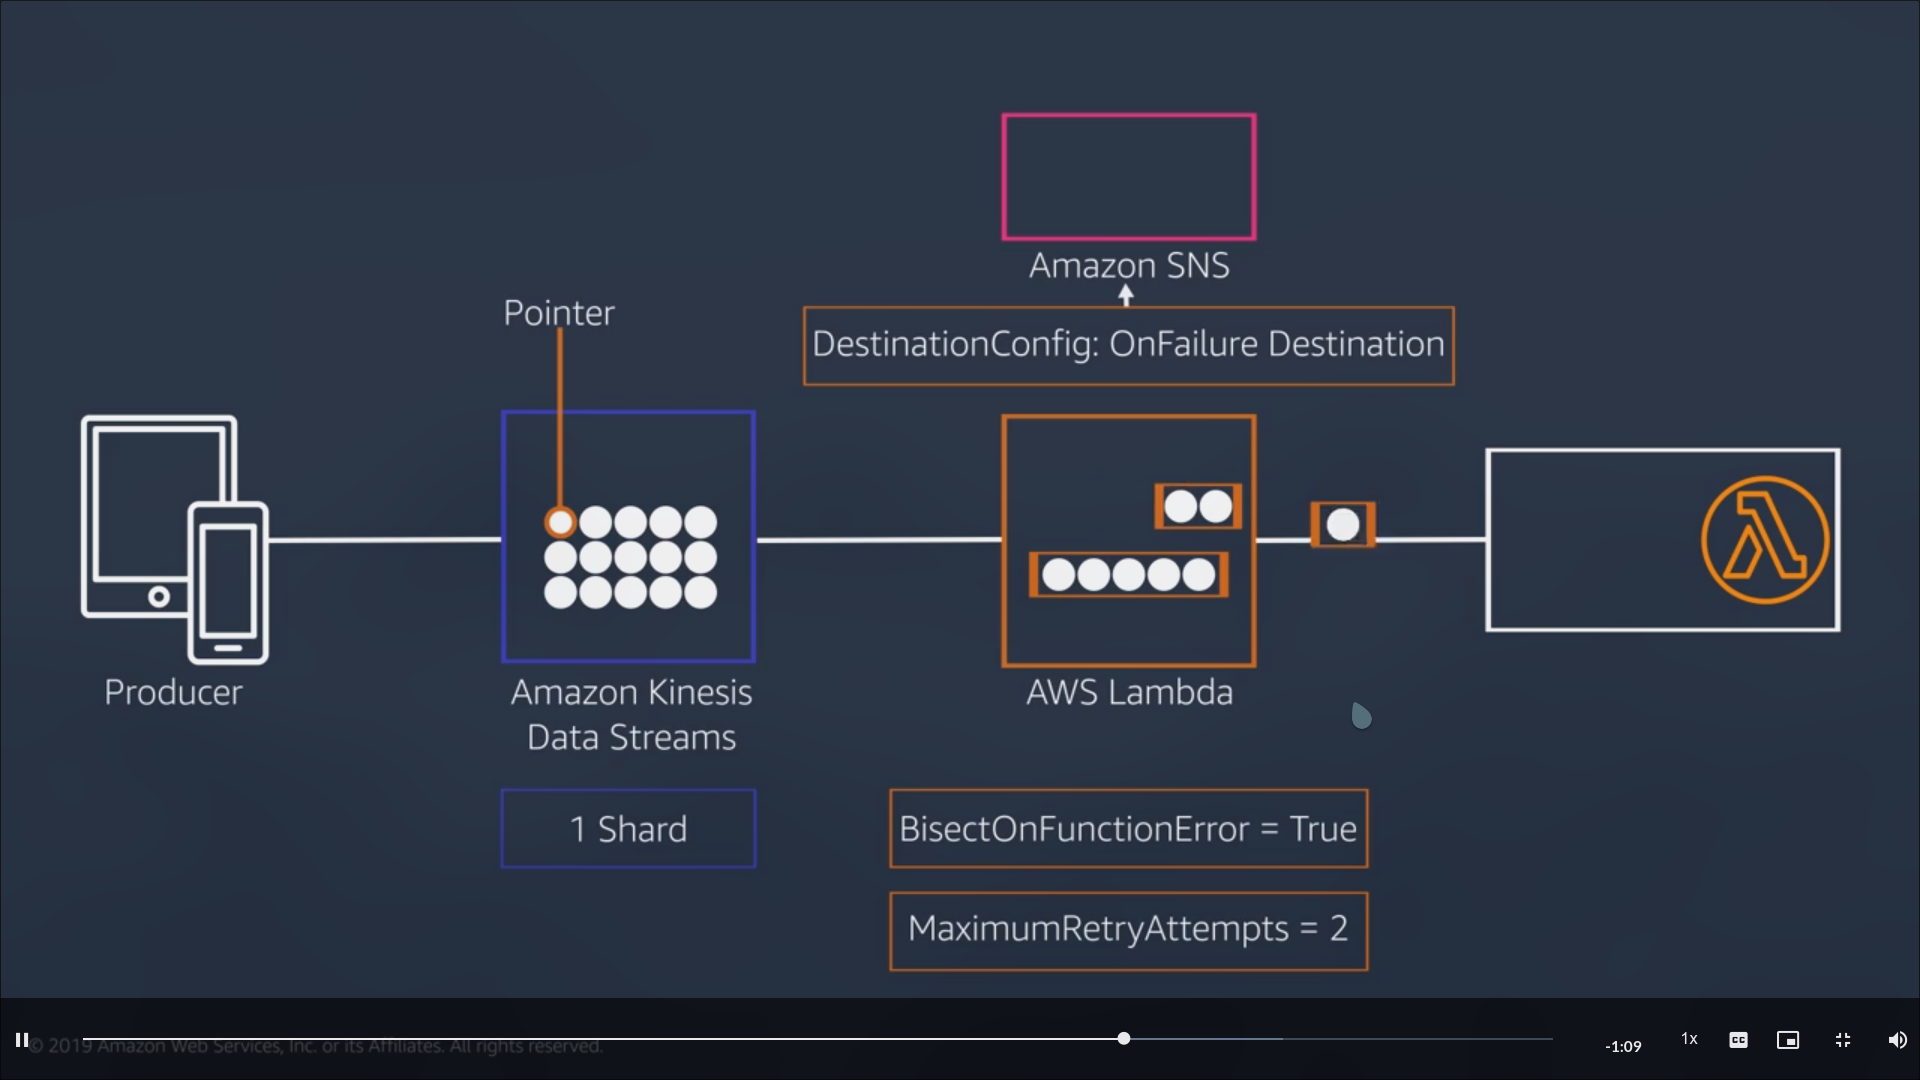 Amazon SNS
Pointer
DestinationConfig: OnFailure Destination
Producer
Amazon Kinesis
Data Streams
AWS Lambda
1 Shard
BisectOnFunctionError = True
MaximumRetryAttempts = 2
© 2019 Amazon Web Services, Inc. or its Affiliates. All rights reserved.
-1:09
1x
CC